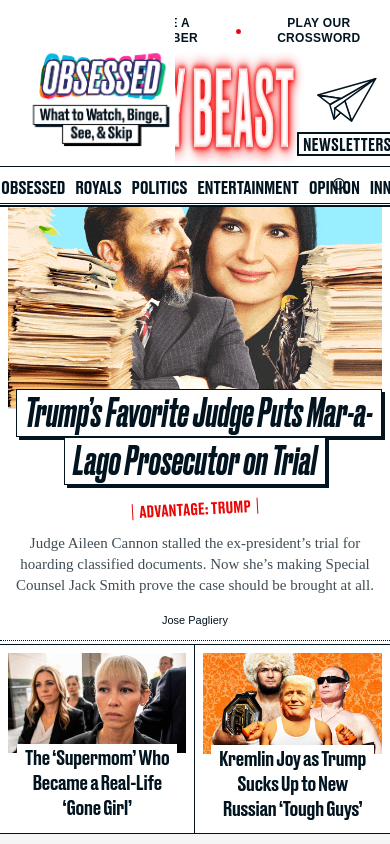 E A
BER
PLAY OUR
CROSSWORD
OBSESSED
What to Watch, Binge,
See, & Skip
Y BEAST
NEWSLETTERS
OBSESSED ROYALS POLITICS ENTERTAINMENT OPINION INN
Trump’s Favorite Judge Puts Mar-a-
Lago Prosecutor on Trial
ADVANTAGE: TRUMP
Judge Aileen Cannon stalled the ex-president’s trial for
hoarding classified documents. Now she’s making Special
Counsel Jack Smith prove the case should be brought at all.
Jose Pagliery
The ‘Supermom’ Who
Became a Real-Life
‘Gone Girl’
Kremlin Joy as Trump
Sucks Up to New
Russian ‘Tough Guys’